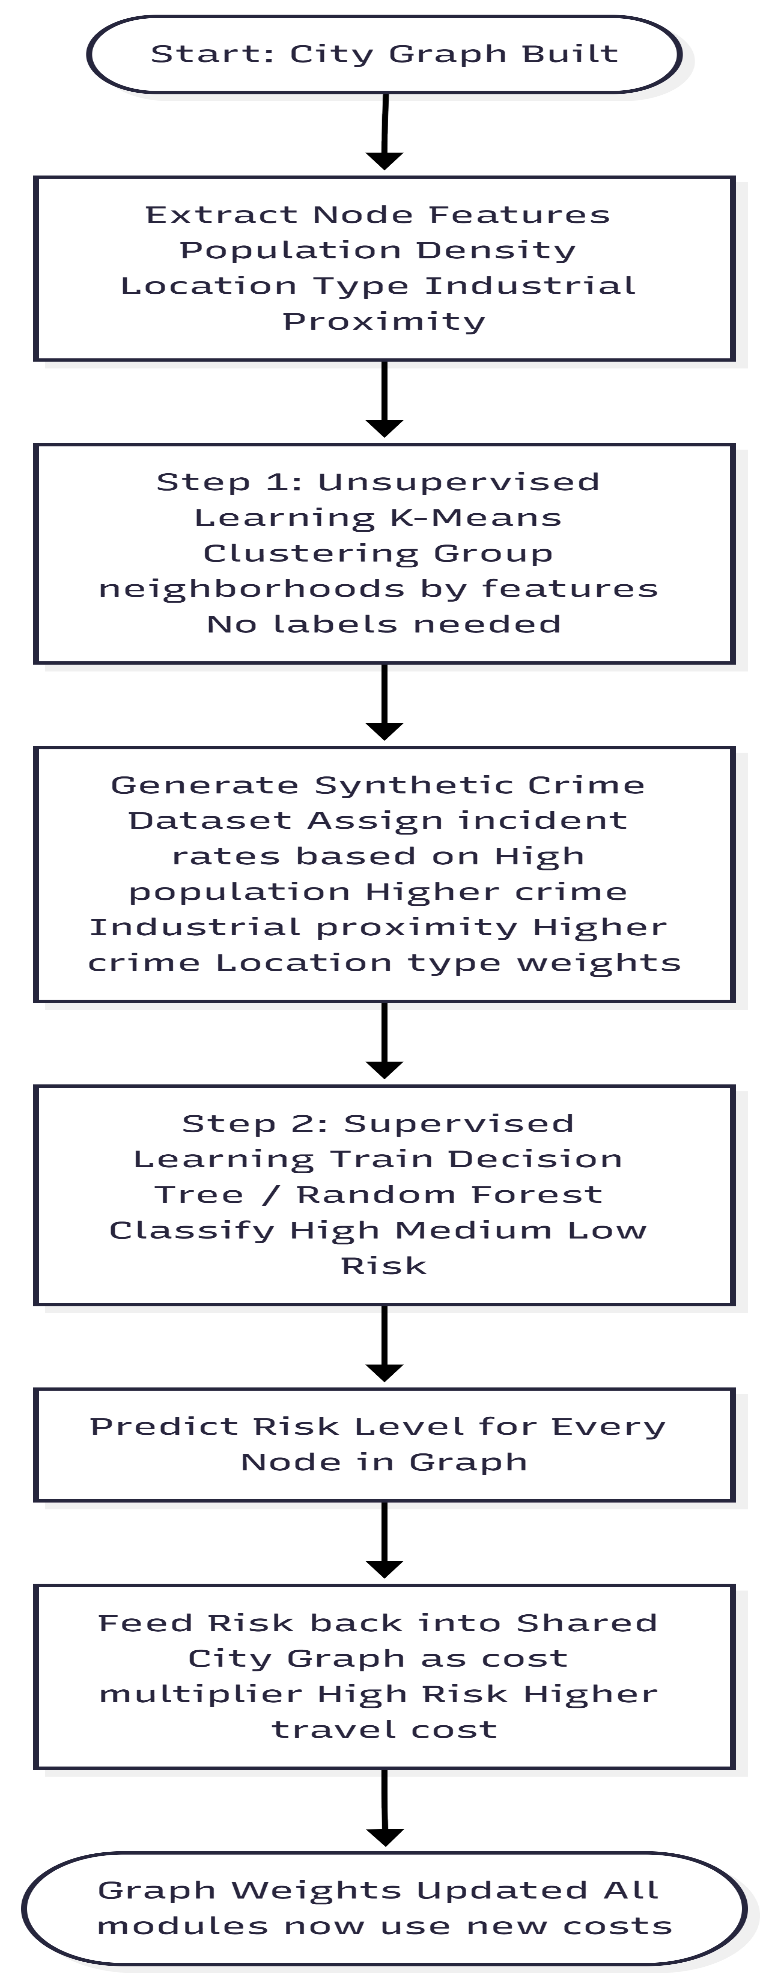 Start: City Graph Built
Extract Node Features
Population Density
Location Type Industrial
Proximity
Step 1: Unsupervised
Learning K-Means
Clustering Group
neighborhoods by features
No labels needed
Generate Synthetic Crime
Dataset Assign incident
rates based on High
population Higher crime
Industrial proximity Higher
crime Location type weights
Step 2: Supervised
Learning Train Decision
Tree / Random Forest
Classify High Medium Low
Risk
Predict Risk Level for Every
Node in Graph
Feed Risk back into Shared
City Graph as cost
multiplier High Risk Higher
travel cost
Graph Weights Updated All
modules now use new costs